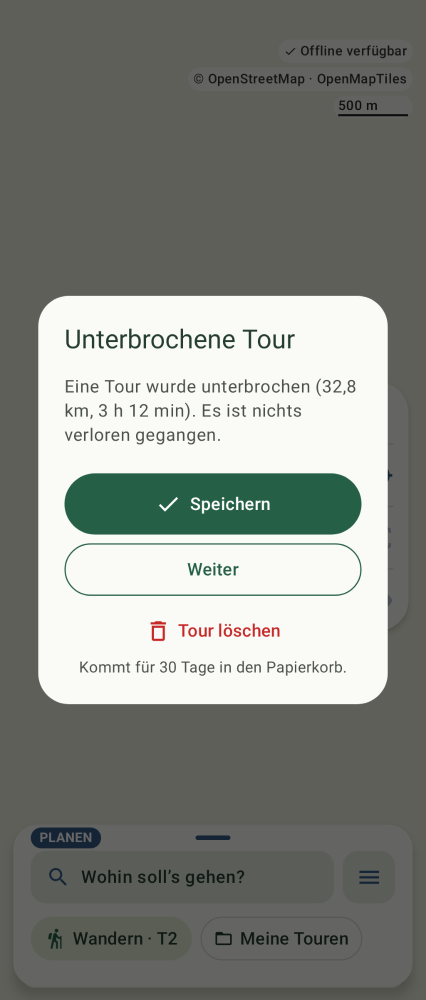 Offline verfügbar
© OpenStreetMap · OpenMapTiles
500 m
Unterbrochene Tour
Eine Tour wurde unterbrochen (32,8
km, 3 h 12 min). Es ist nichts
verloren gegangen.
Speichern
Weiter
Tour löschen
Kommt für 30 Tage in den Papierkorb.
PLANEN
Wohin soll's gehen?
Wandern · T2
Meine Touren